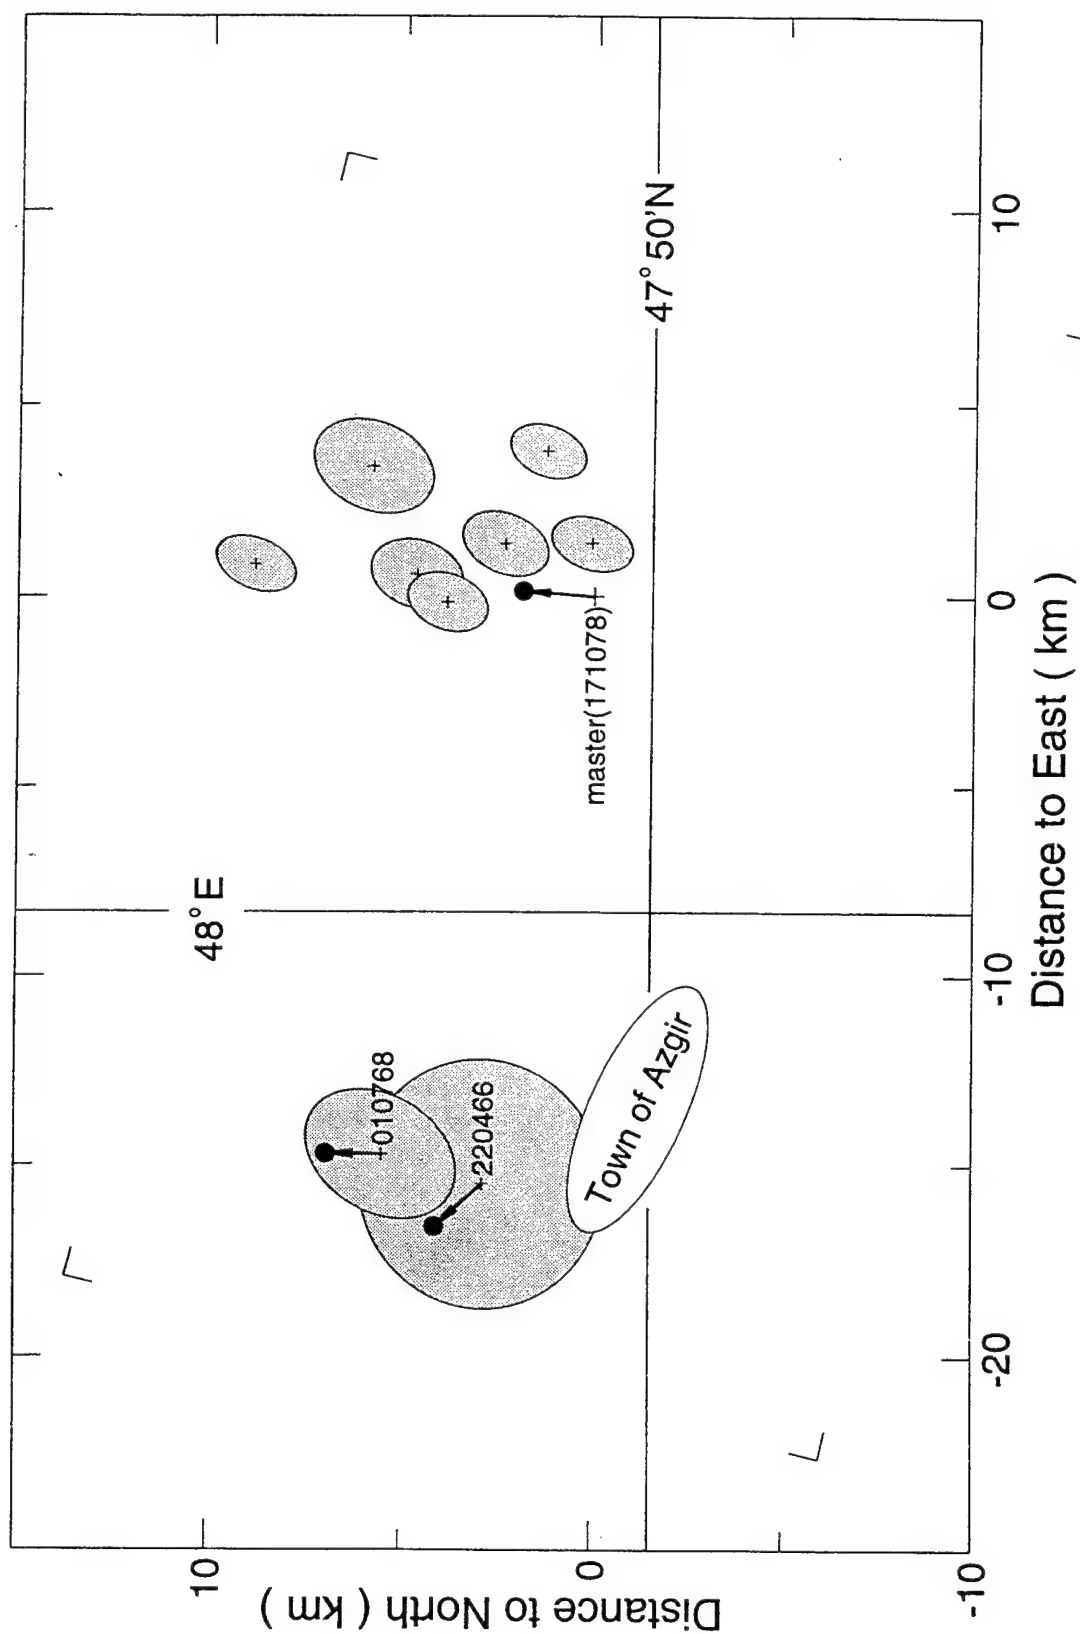 Distance to North ( km )
10
0
-10
48°E
010768
220466
Town of Azgir
master(171078)
47°50'N
-20
-10
0
10
Distance to East ( km )